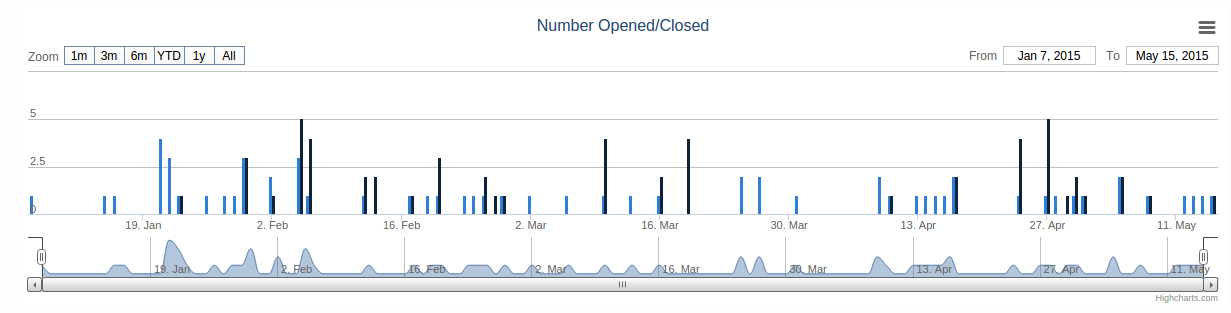 Number Opened/Closed
Zoom 1m 3m 6m YTD 1y All From Jan 7, 2015 To May 15, 2015
5
2.5
0
19. Jan 2. Feb 16. Feb 2. Mar 16. Mar 30. Mar 13. Apr 27. Apr 11. May
19. Jan 2. Feb 16. Feb 2. Mar 16. Mar 30. Mar 13. Apr 27. Apr 11. May
Highcharts.com